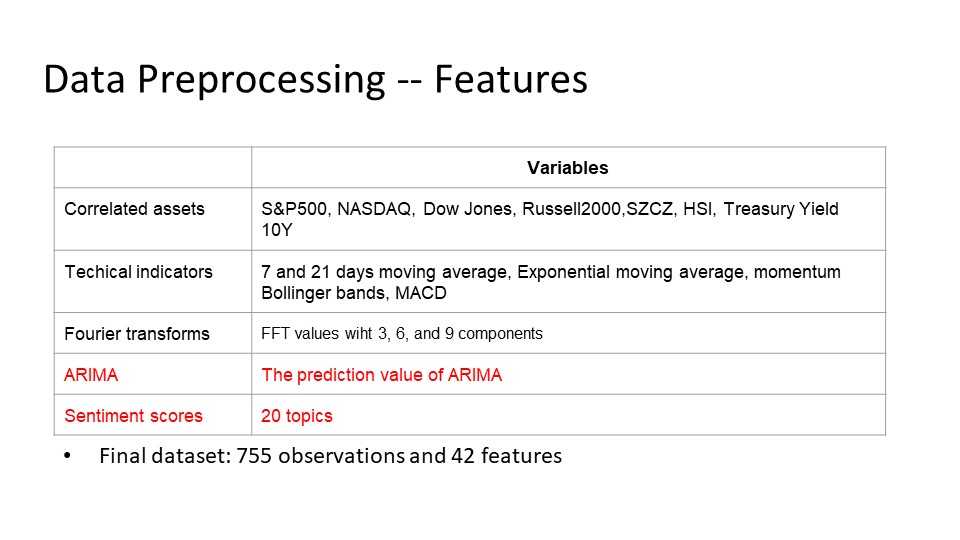 Data Preprocessing -- Features
Variables
Correlated assets
S&P500, NASDAQ, Dow Jones, Russell2000,SZCZ, HSI, Treasury Yield
10Y
Techical indicators
7 and 21 days moving average, Exponential moving average, momentum
Bollinger bands, MACD
Fourier transforms
FFT values wiht 3, 6, and 9 components
ARIMA
The prediction value of ARIMA
Sentiment scores
20 topics
• Final dataset: 755 observations and 42 features